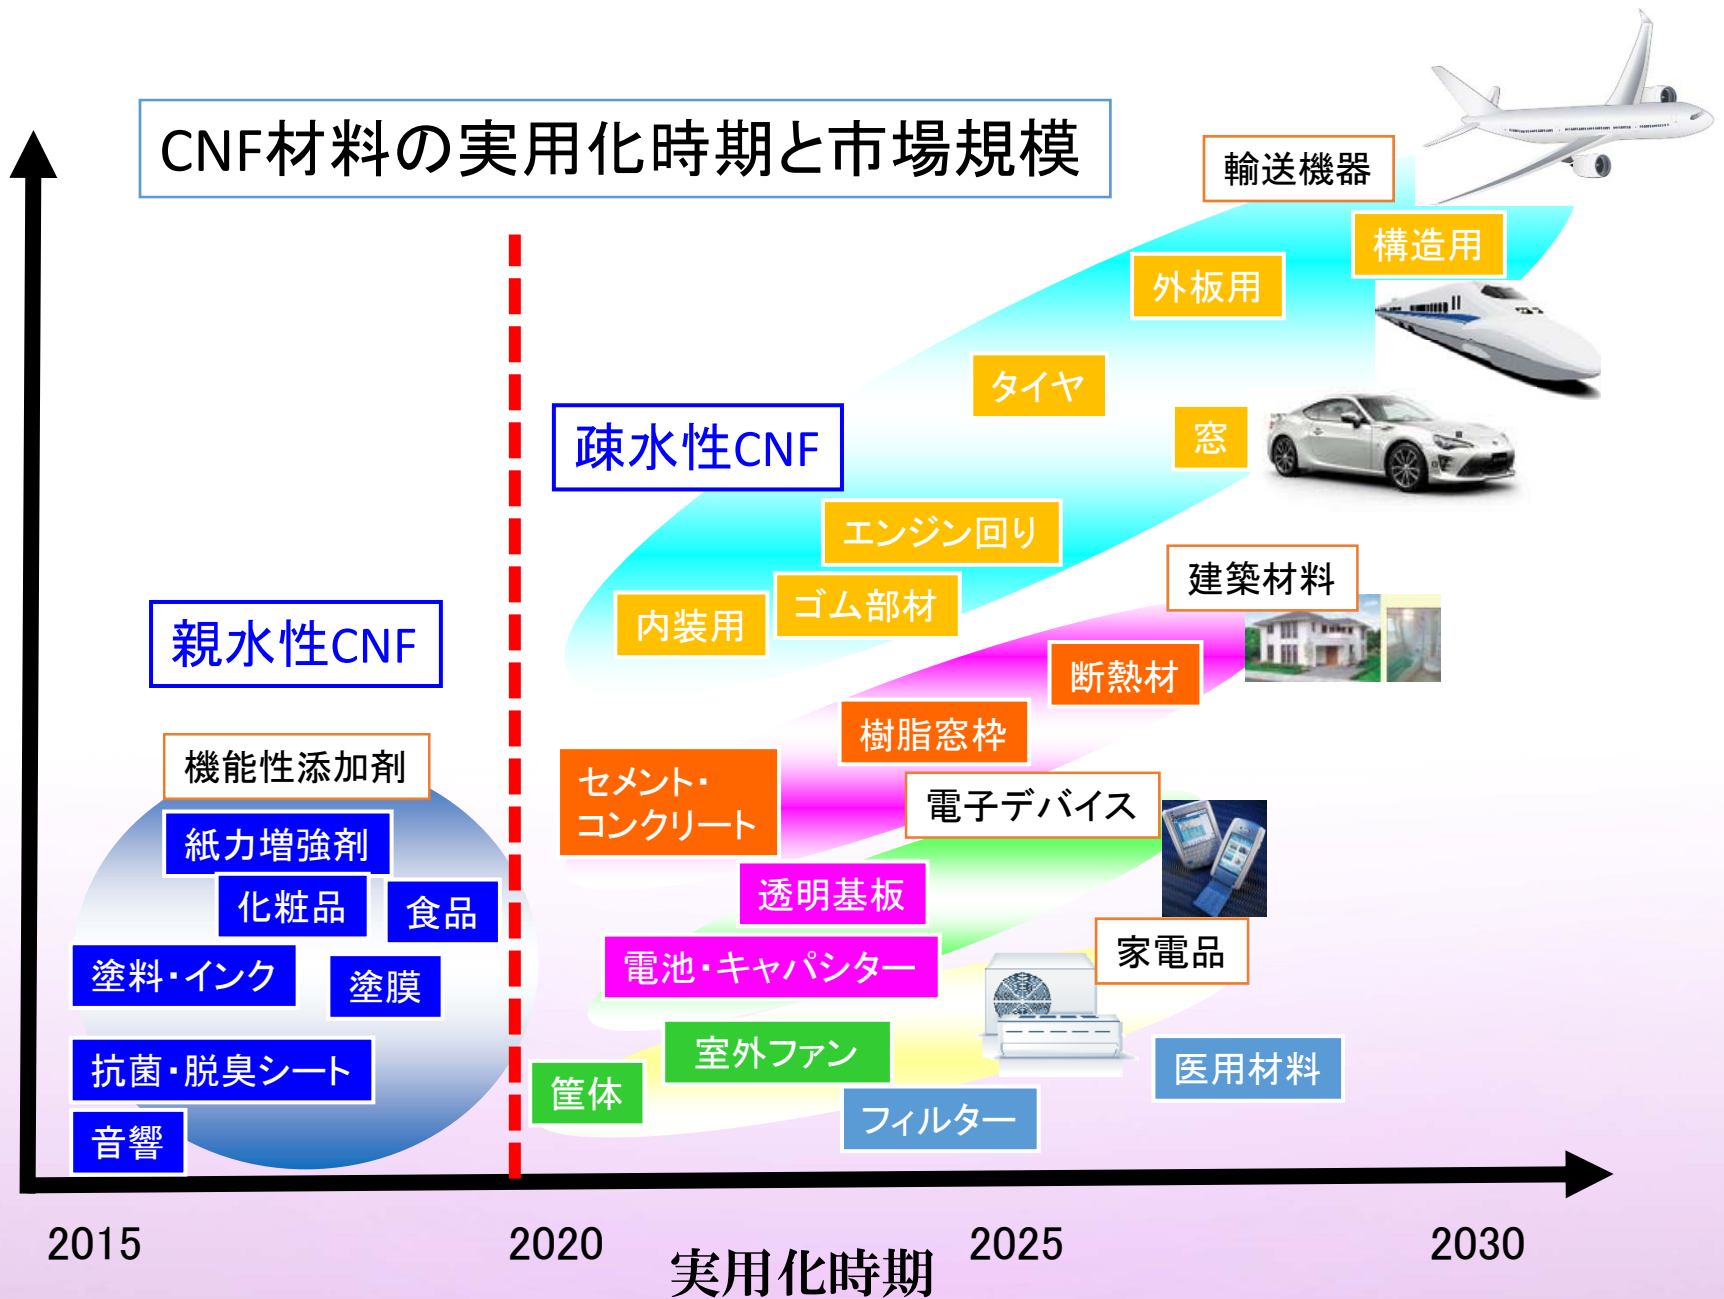 CNF材料の実用化時期と市場規模
輸送機器
構造用
外板用
タイヤ
窓
疎水性CNF
エンジン回り
ゴム部材
内装用
建築材料
断熱材
樹脂窓枠
セメント・
コンクリート
電子デバイス
透明基板
電池・キャパシター
家電品
室外ファン
筐体
フィルター
医用材料
親水性CNF
機能性添加剤
紙力増強剤
化粧品
食品
塗料・インク
塗膜
抗菌・脱臭シート
音響
2015
2020
2025
2030
実用化時期